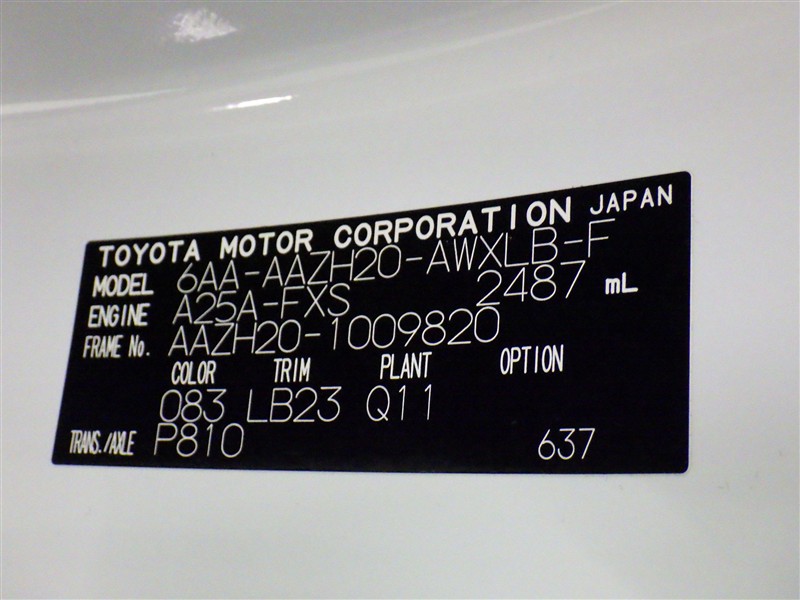 TOYOTA MOTOR CORPORATION JAPAN
MODEL 6AA-AAZH20-AWXLB-F
ENGINE A25A-FXS 2487 mL
FRAME No. AAZH20-1009820
COLOR TRIM PLANT OPTION
083 LB23 Q11
TRANS./AXLE P810 637